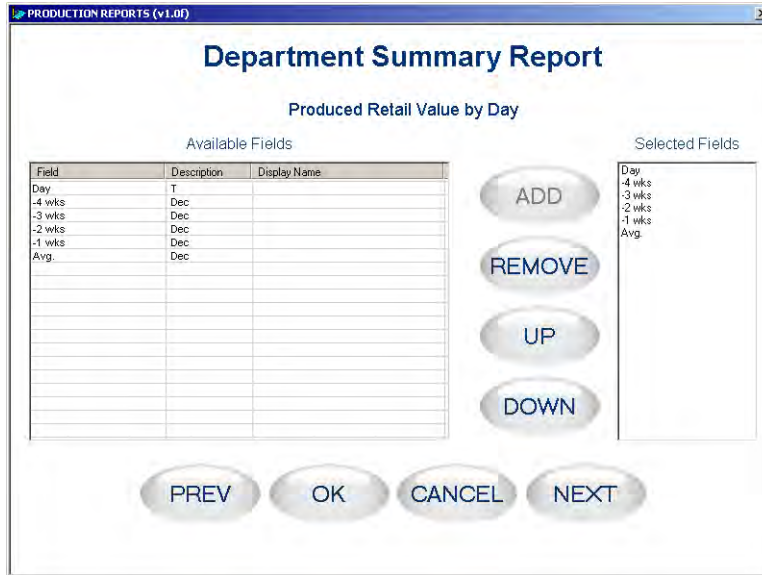 PRODUCTION REPORTS (v1.0f)
Department Summary Report
Produced Retail Value by Day
Available Fields
Selected Fields
Field Description Display Name
Day T
-4 wks Dec
-3 wks Dec
-2 wks Dec
-1 wks Dec
Avg. Dec
ADD
REMOVE
UP
DOWN
Day
-4 wks
-3 wks
-2 wks
-1 wks
Avg.
PREV OK CANCEL NEXT